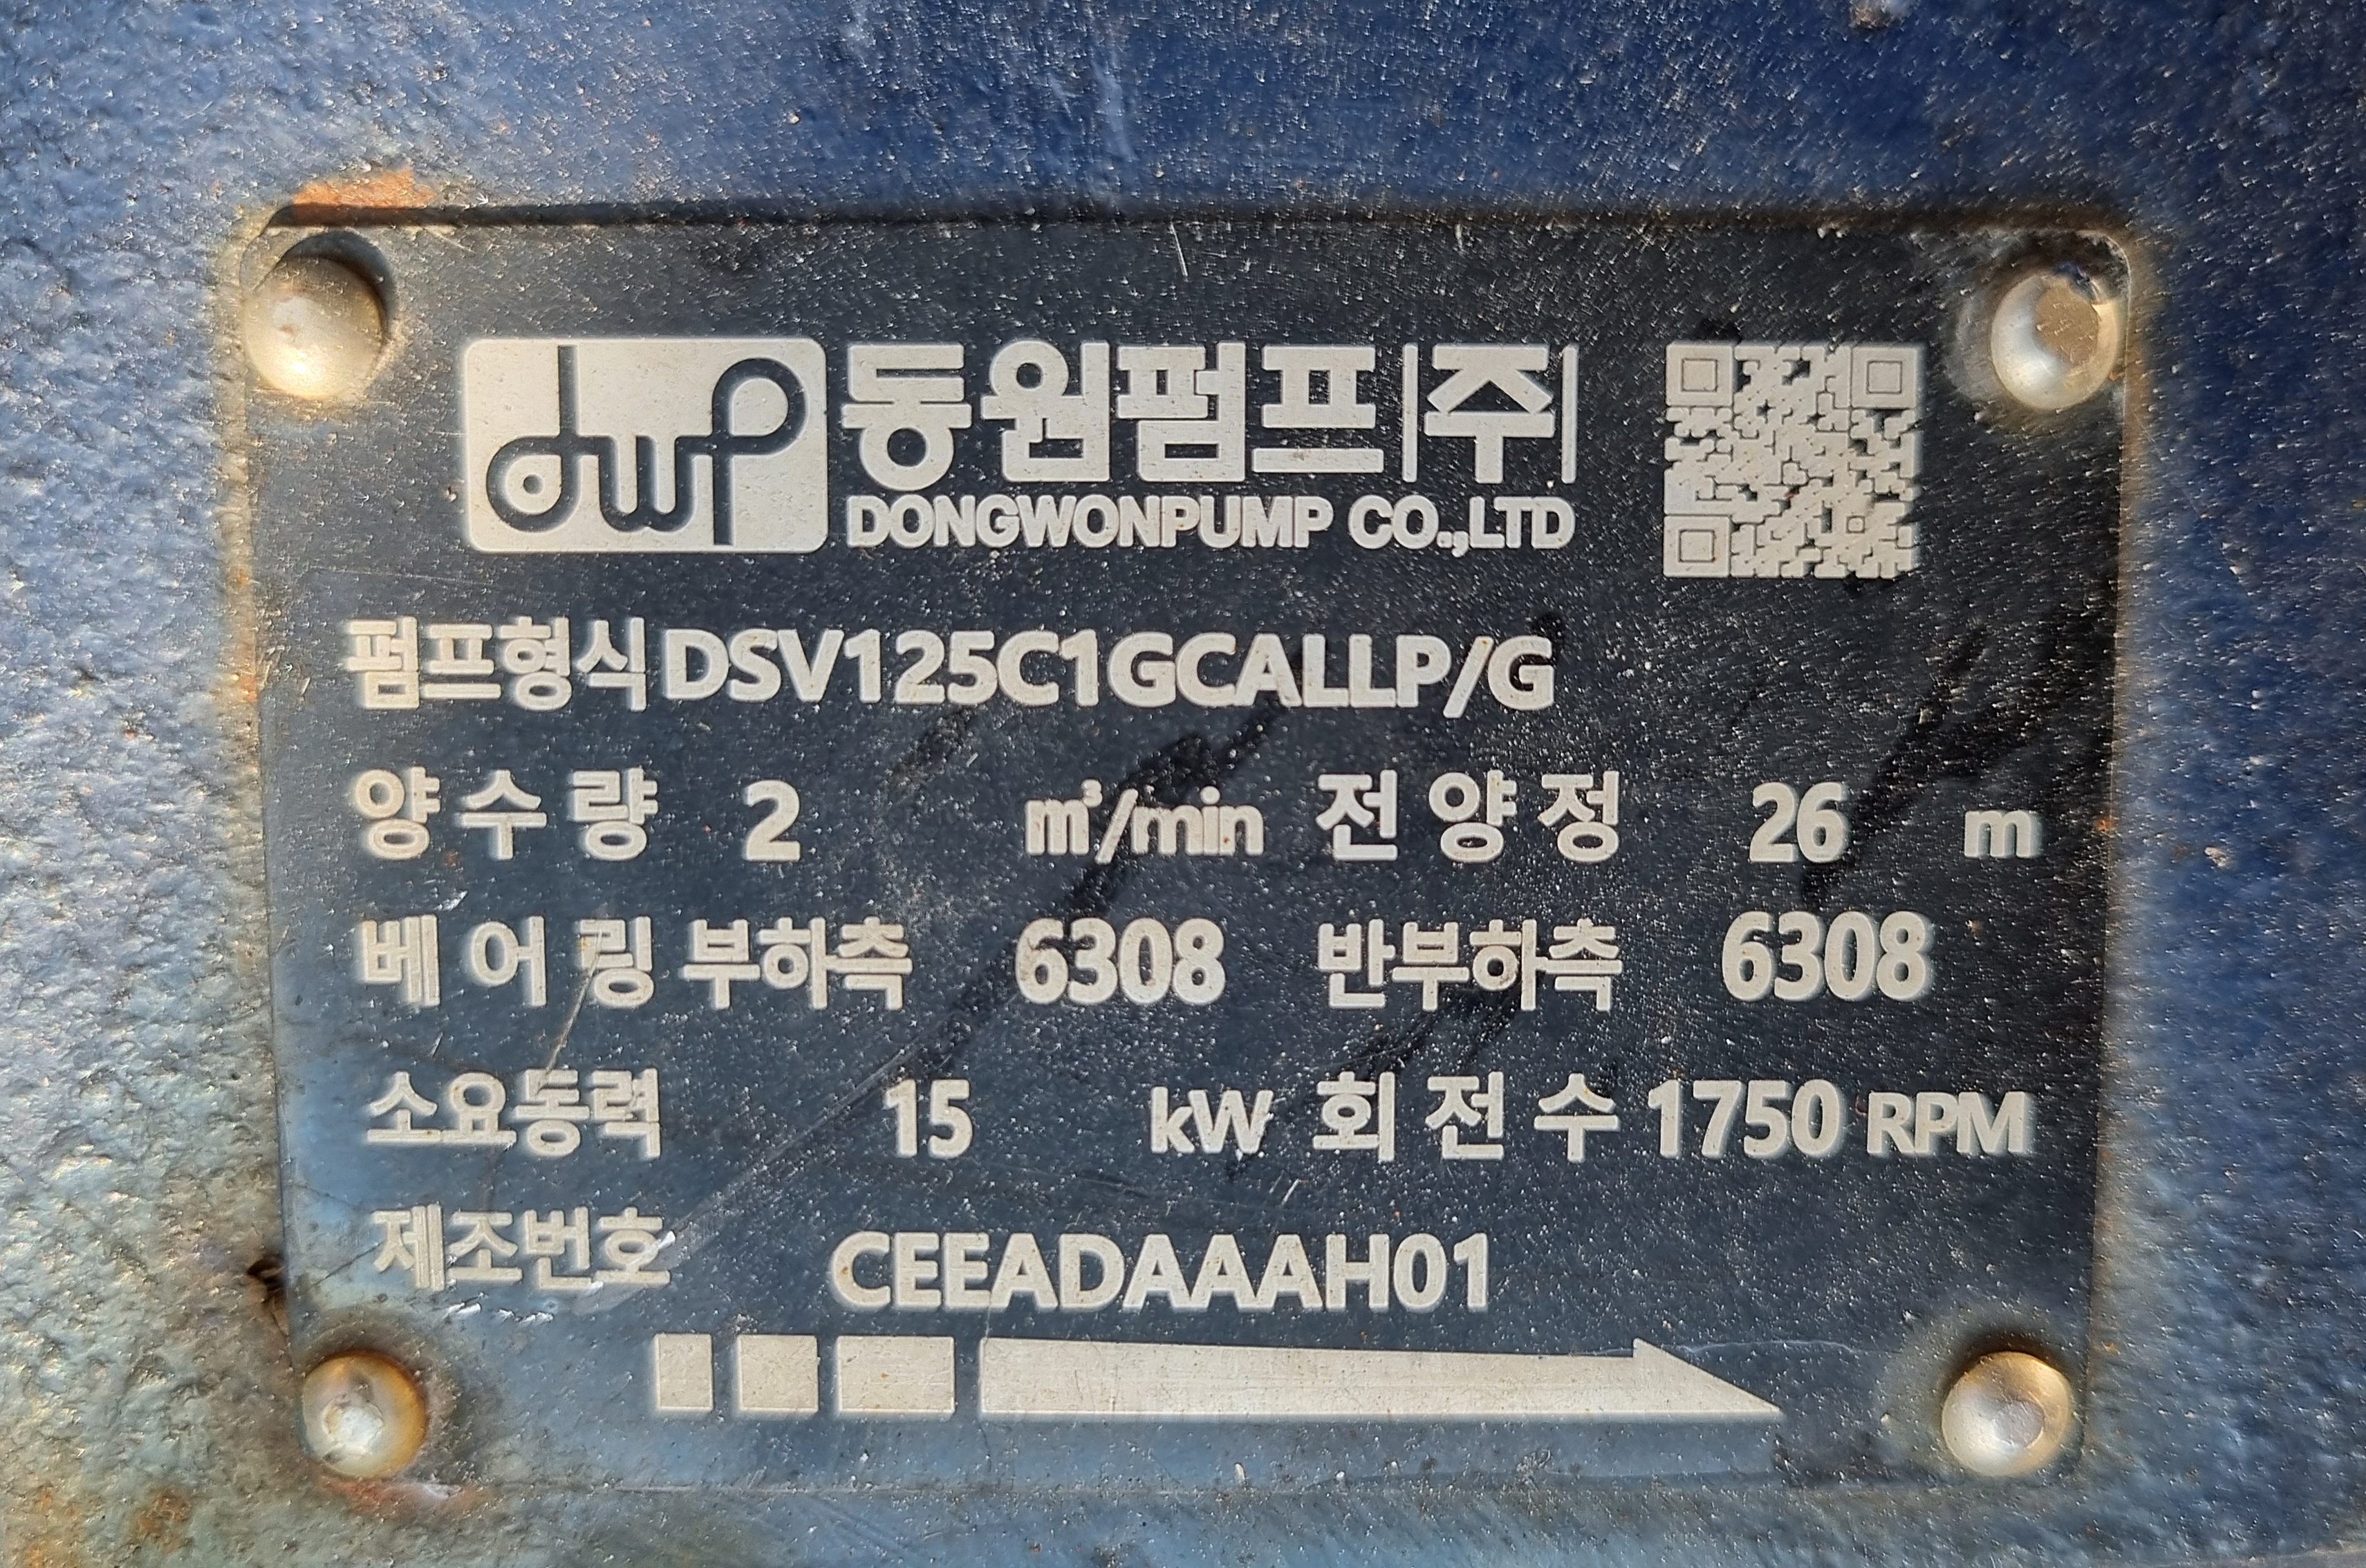 dwp 동원펌프(주)
DONGWONPUMP CO.,LTD
펌프형식 DSV125C1GCALLP/G
양수량 2 m³/min 전양정 26 m
베어링 부하측 6308 반부하측 6308
소요동력 15 kW 회전수 1750 RPM
제조번호 CEEADAAAH01